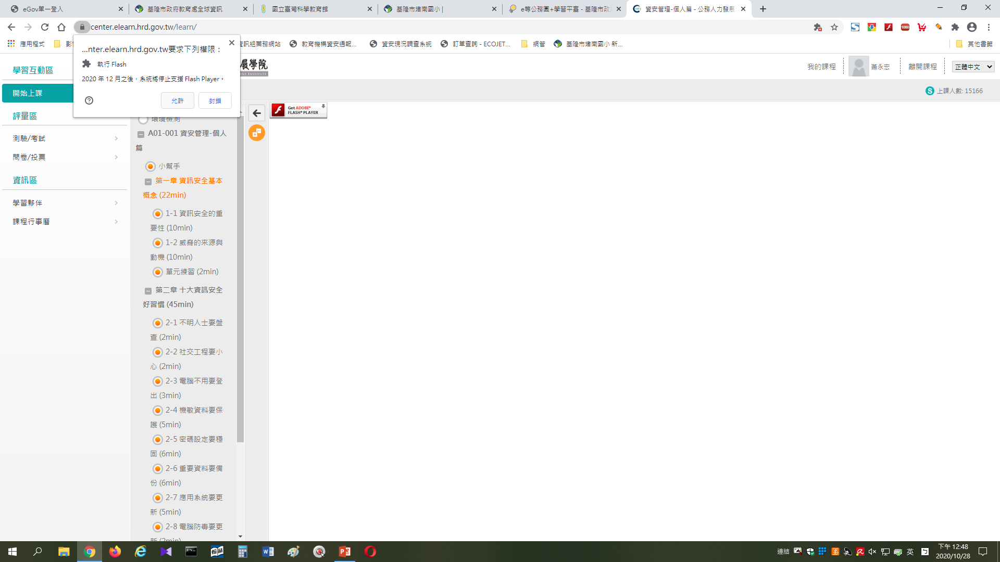 eGov單一登入
基隆市政府教育處全球資訊
國立臺灣科學教育館
基隆市堵南國小 |
e等公務園+學習平臺 - 基隆市政
資安管理-個人篇 - 公務人力發展
center.elearn.hrd.gov.tw/learn/
應用程式
資訊組業務網站
教育機構資安通報...
資安現況調查系統
訂單查詢 - ECOJET...
網管
基隆市堵南國小 新...
其他書籤
...nter.elearn.hrd.gov.tw要求下列權限：
執行 Flash
2020 年 12 月之後，系統將停止支援 Flash Player。
允許
封鎖
展學院
我的課程
蕭永宏
離開課程
正體中文
S 上課人數: 15166
學習互動區
開始上課
評量區
測驗/考試
問卷/投票
資訊區
學習夥伴
課程行事曆
環境檢測
A01-001 資安管理-個人
篇
小幫手
第一章 資訊安全基本
概念 (22min)
1-1 資訊安全的重
要性 (10min)
1-2 威脅的來源與
動機 (10min)
單元練習 (2min)
第二章 十大資訊安全
好習慣 (45min)
2-1 不明人士要盤
查 (2min)
2-2 社交工程要小
心 (2min)
2-3 電腦不用要登
出 (3min)
2-4 機敏資料要保
護 (5min)
2-5 密碼設定要穩
固 (6min)
2-6 重要資料要備
份 (6min)
2-7 應用系統要更
新 (5min)
2-8 電腦防毒要更
新 (2min)
Get ADOBE®
FLASH® PLAYER
1080
連結
英
下午 12:48
2020/10/28